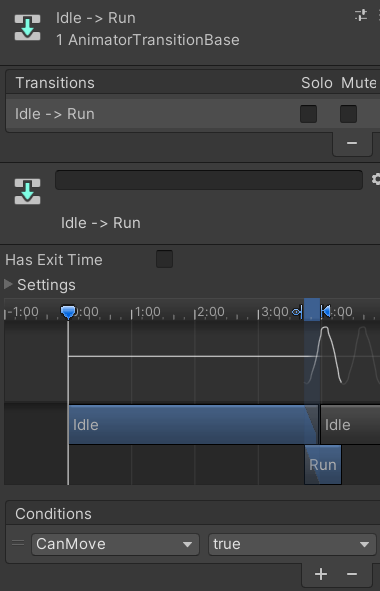 Idle -> Run
1 AnimatorTransitionBase
Transitions Solo Mute
Idle -> Run
Idle -> Run
Has Exit Time
Settings
-1:00 0:00 1:00 2:00 3:00 4:00
Idle Idle
Run
Conditions
CanMove true